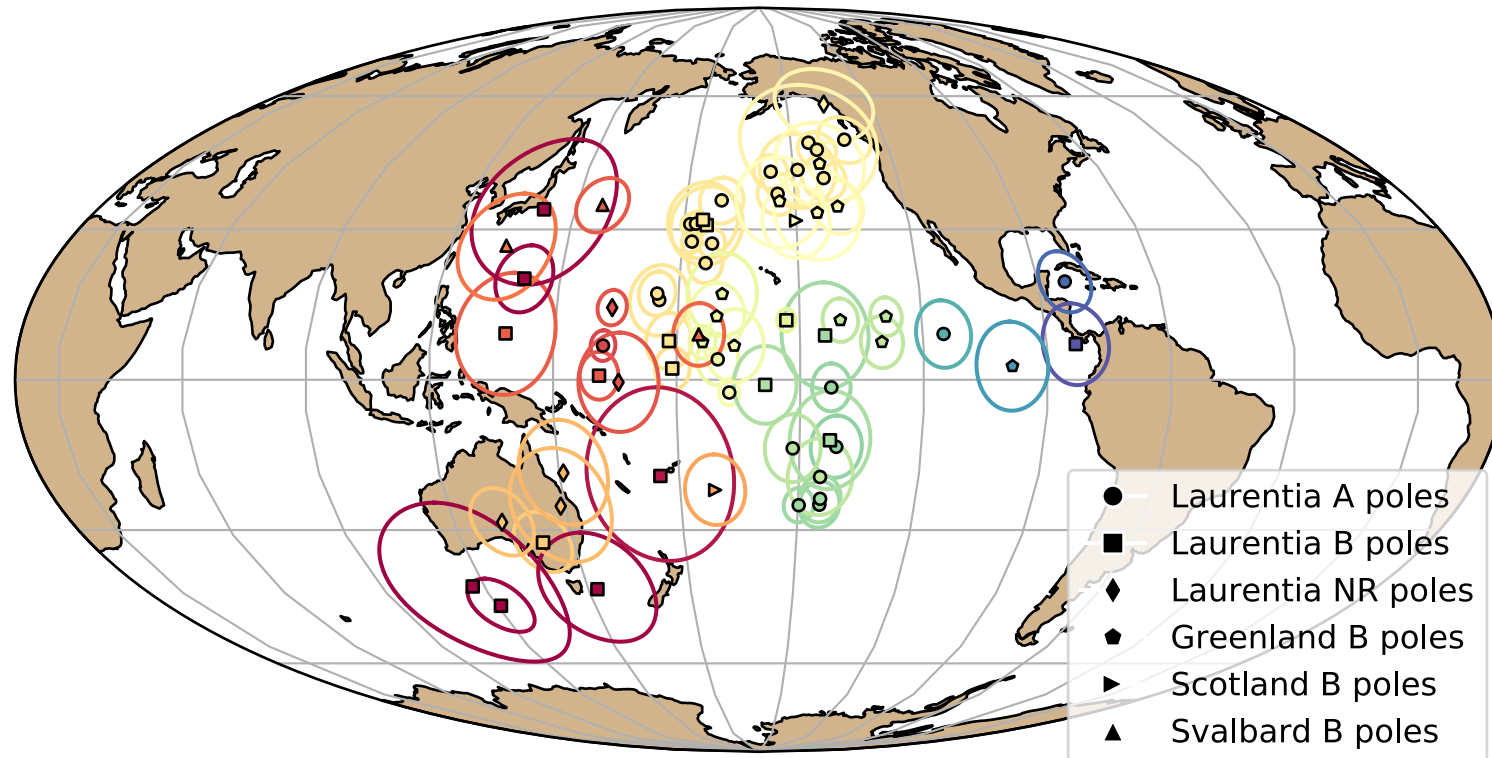 Laurentia A poles
Laurentia B poles
Laurentia NR poles
Greenland B poles
Scotland B poles
Svalbard B poles